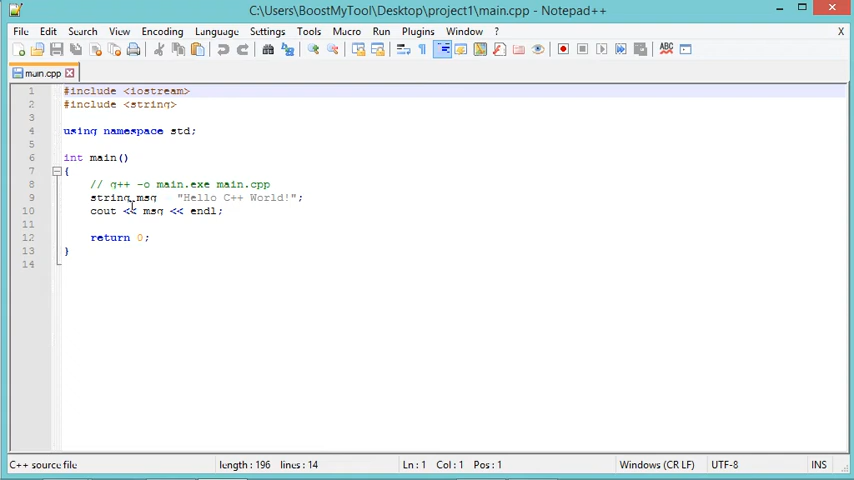 C:\Users\BoostMyTool\Desktop\project1\main.cpp - Notepad++
File Edit Search View Encoding Language Settings Tools Macro Run Plugins Window ? X
ABC
main.cpp
1 #include <iostream>
2 #include <string>
3
4 using namespace std;
5
6 int main()
7 {
8 // g++ -o main.exe main.cpp
9 string msg "Hello C++ World!";
10 cout << msg << endl;
11
12 return 0;
13 }
14
C++ source file length : 196 lines : 14 Ln : 1 Col : 1 Pos : 1 Windows (CR LF) UTF-8 INS